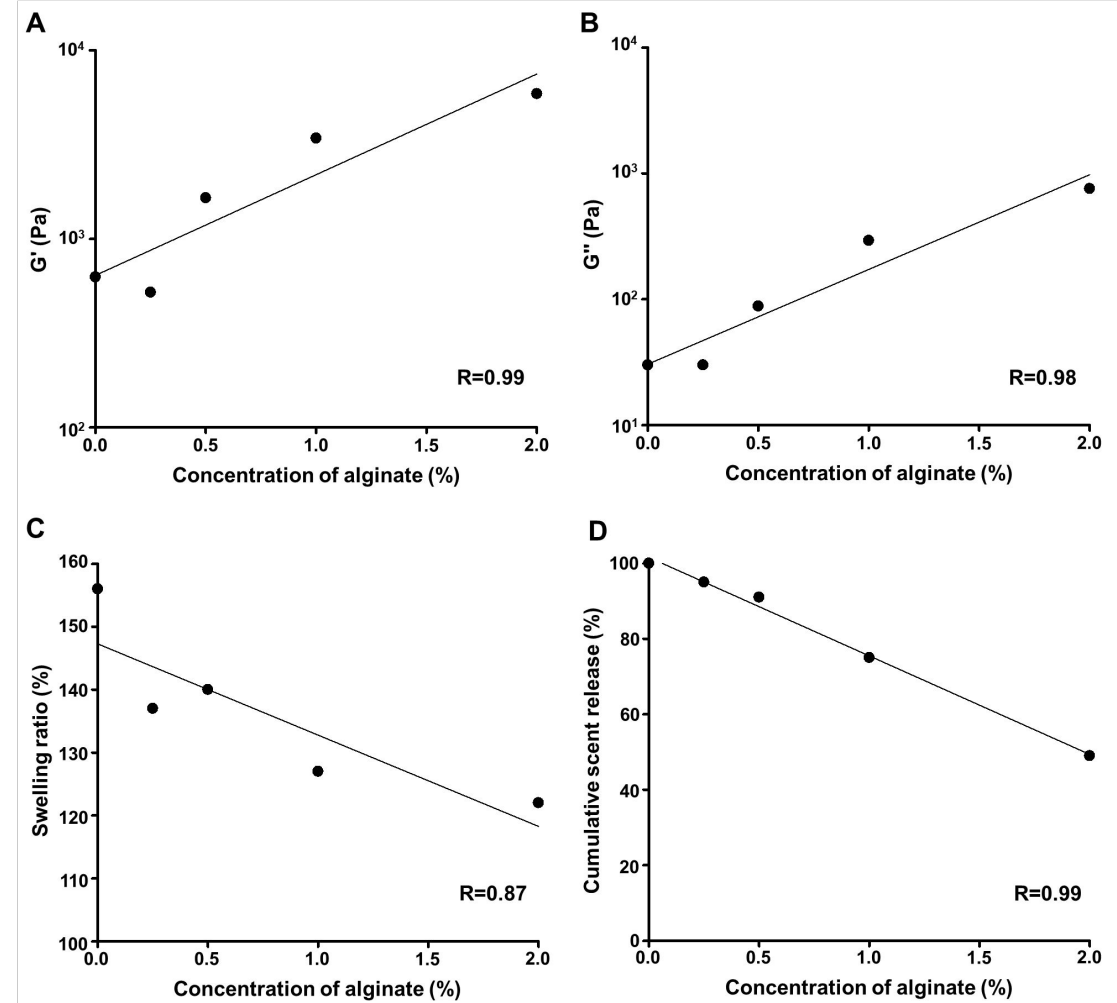 A
10⁴
10³
10²
G' (Pa)
0.0 0.5 1.0 1.5 2.0
Concentration of alginate (%)
R=0.99
B
10⁴
10³
10²
10¹
G'' (Pa)
0.0 0.5 1.0 1.5 2.0
Concentration of alginate (%)
R=0.98
C
160
150
140
130
120
110
100
Swelling ratio (%)
0.0 0.5 1.0 1.5 2.0
Concentration of alginate (%)
R=0.87
D
100
80
60
40
20
0
Cumulative scent release (%)
0.0 0.5 1.0 1.5 2.0
Concentration of alginate (%)
R=0.99